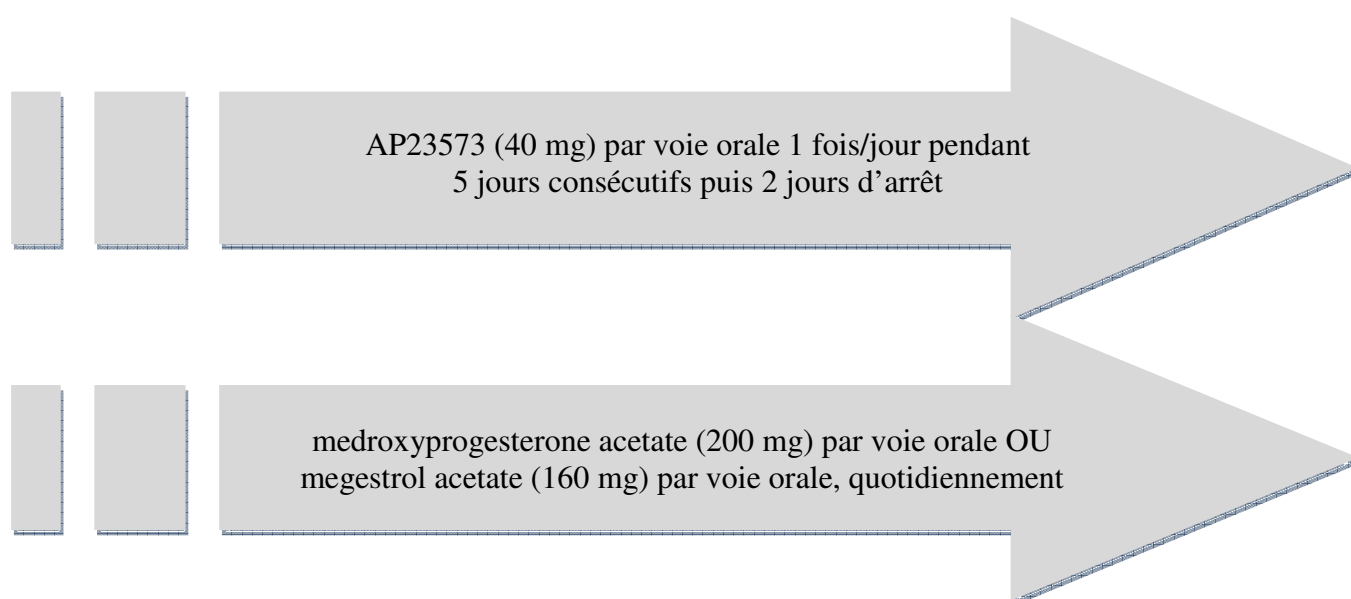 AP23573 (40 mg) par voie orale 1 fois/jour pendant
5 jours consécutifs puis 2 jours d’arrêt
medroxyprogesterone acetate (200 mg) par voie orale OU
megestrol acetate (160 mg) par voie orale, quotidiennement